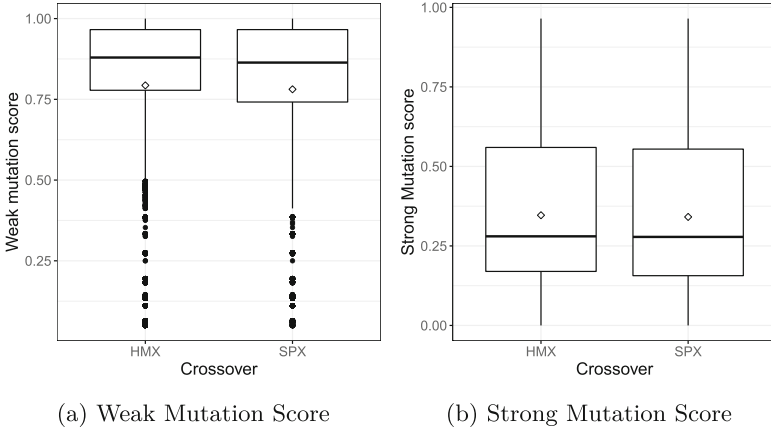 1.00
0.75
0.50
0.25
Weak mutation score
HMX
SPX
Crossover
(a) Weak Mutation Score
1.00
0.75
0.50
0.25
0.00
Strong Mutation score
HMX
SPX
Crossover
(b) Strong Mutation Score